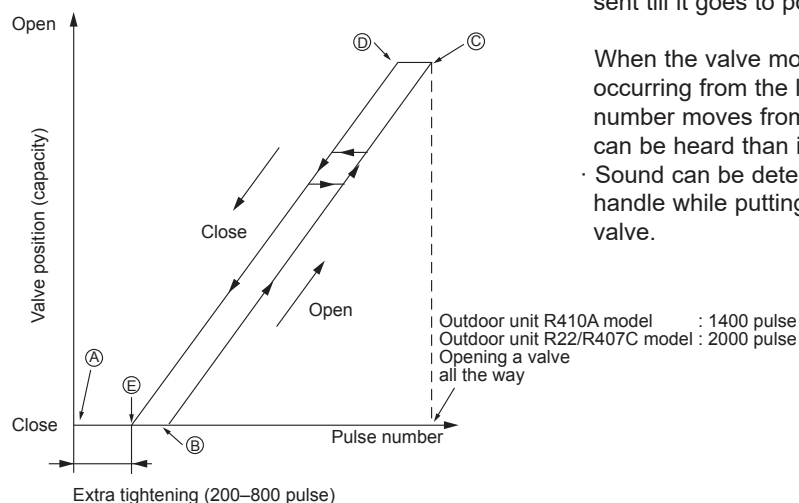 Open
Ⓓ
Ⓒ
Valve position (capacity)
Close
Open
Ⓐ
Ⓔ
Ⓑ
Close
Pulse number
Extra tightening (200–800 pulse)
Outdoor unit R410A model : 1400 pulse
Outdoor unit R22/R407C model : 2000 pulse
Opening a valve
all the way
sent till it goes to po
When the valve mo
occurring from the l
number moves from
can be heard than i
· Sound can be dete
handle while putting
valve.